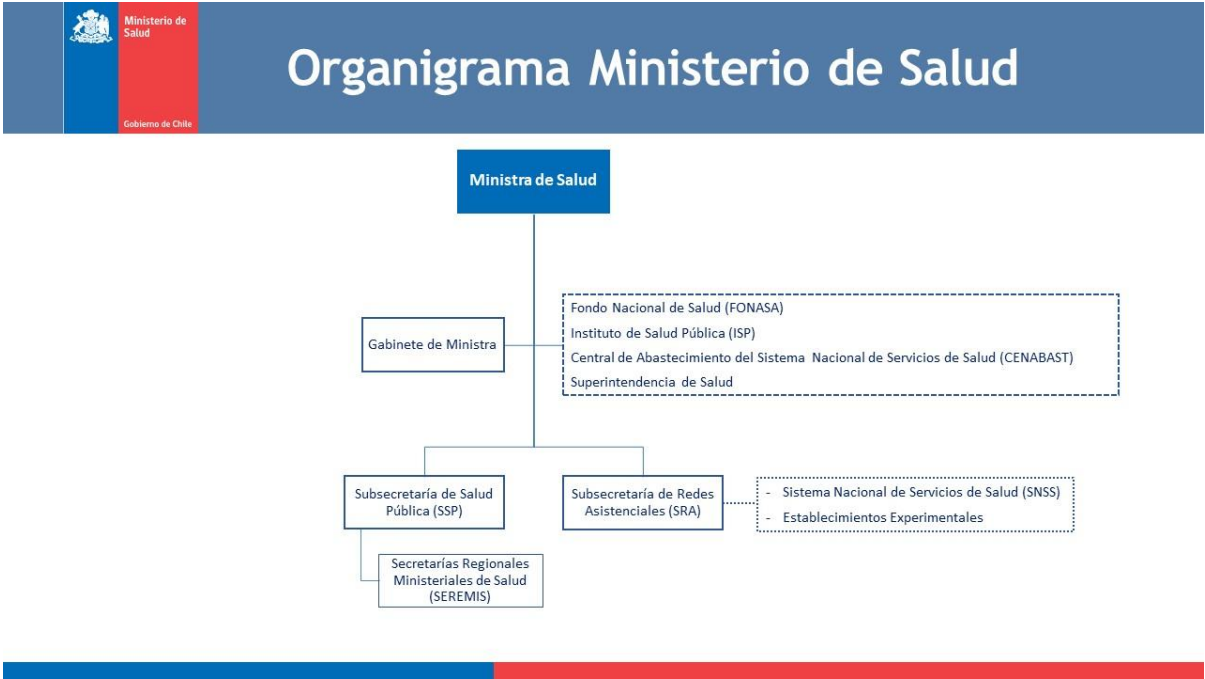 Ministerio de
Salud
Gobierno de Chile
Organigrama Ministerio de Salud
Ministra de Salud
Gabinete de Ministra
Fondo Nacional de Salud (FONASA)
Instituto de Salud Pública (ISP)
Central de Abastecimiento del Sistema Nacional de Servicios de Salud (CENABAST)
Superintendencia de Salud
Subsecretaría de Salud
Pública (SSP)
Subsecretaría de Redes
Asistenciales (SRA)
- Sistema Nacional de Servicios de Salud (SNSS)
- Establecimientos Experimentales
Secretarías Regionales
Ministeriales de Salud
(SEREMIS)